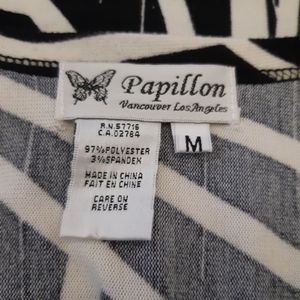 Papillon
Vancouver Los Angeles
M
R.N.57716
C.A.02784
97%POLYESTER
3%SPANDEX
MADE IN CHINA
FAIT EN CHINE
CARE ON
REVERSE